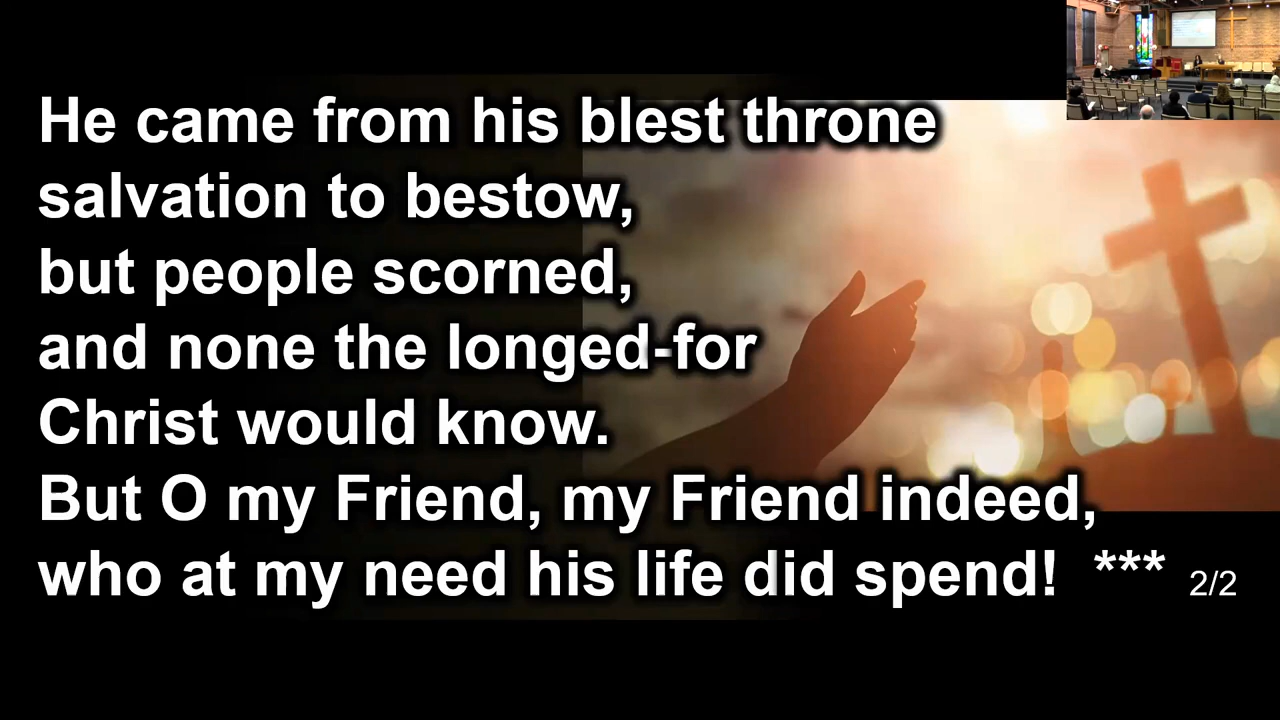 He came from his blest throne
salvation to bestow,
but people scorned,
and none the longed-for
Christ would know.
But O my Friend, my Friend indeed,
who at my need his life did spend! *** 2/2